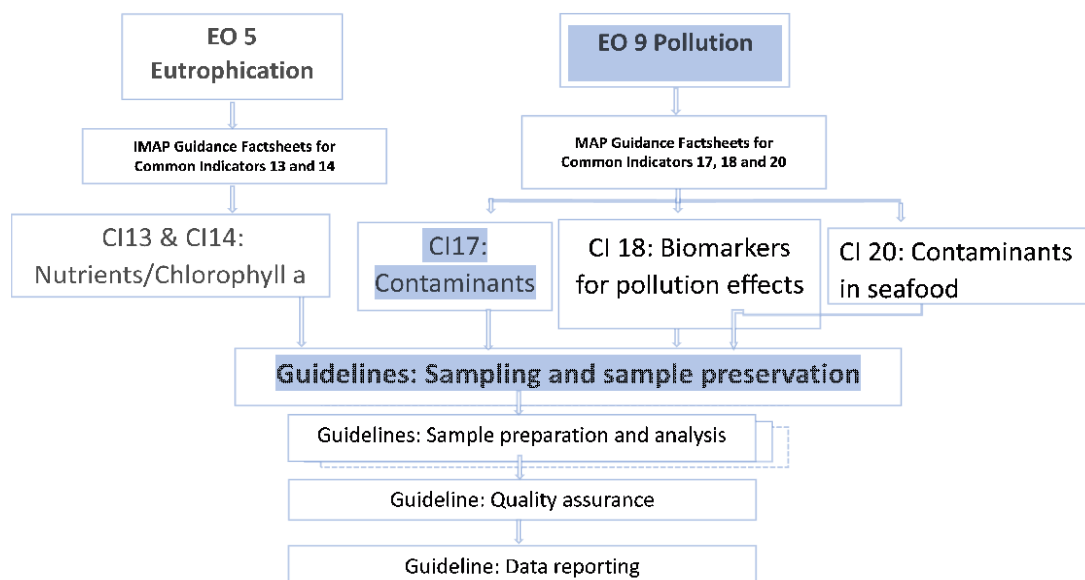 EO 5
Eutrophication
EO 9 Pollution
IMAP Guidance Factsheets for
Common Indicators 13 and 14
MAP Guidance Factsheets for
Common Indicators 17, 18 and 20
CI13 & CI14:
Nutrients/Chlorophyll a
CI17:
Contaminants
CI 18: Biomarkers
for pollution effects
CI 20: Contaminants
in seafood
Guidelines: Sampling and sample preservation
Guidelines: Sample preparation and analysis
Guideline: Quality assurance
Guideline: Data reporting